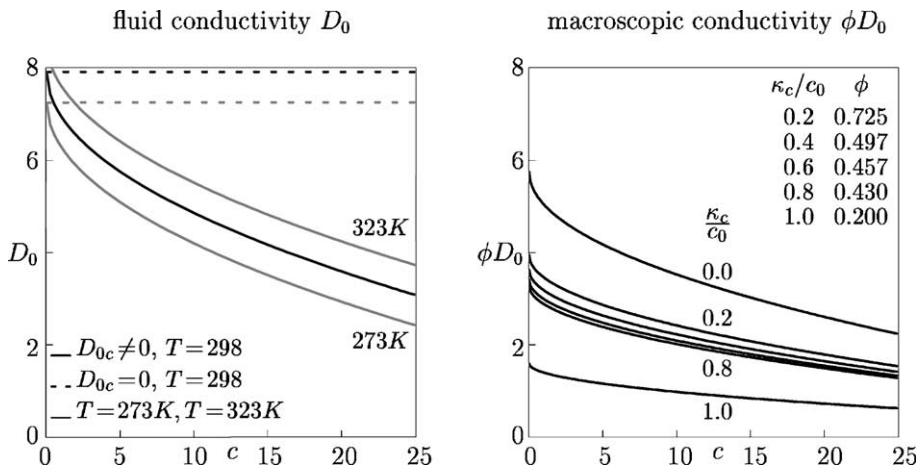 fluid conductivity D₀
8
6
D₀
4
2
0
0 5 c 10 15 20 25
323K
273K
D₀c≠0, T=298
D₀c=0, T=298
T=273K, T=323K
macroscopic conductivity ϕD₀
8
6
ϕD₀
4
2
0
0 5 10 c 15 20 25
κc/c₀ ϕ
0.2 0.725
0.4 0.497
0.6 0.457
0.8 0.430
1.0 0.200
κc
c₀
0.0
0.2
0.8
1.0